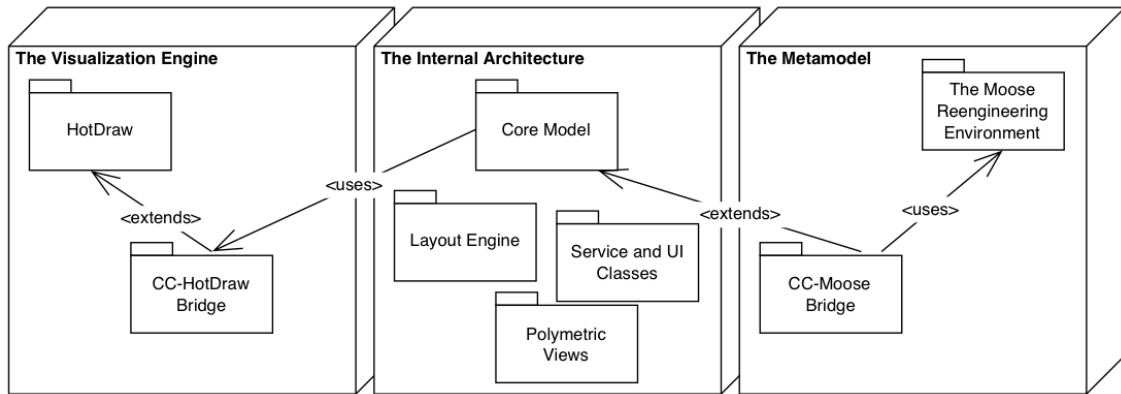 The Visualization Engine
HotDraw
<extends>
CC-HotDraw
Bridge
<uses>
The Internal Architecture
Core Model
Layout Engine
Service and UI
Classes
Polymetric
Views
<extends>
The Metamodel
The Moose
Reengineering
Environment
<uses>
CC-Moose
Bridge